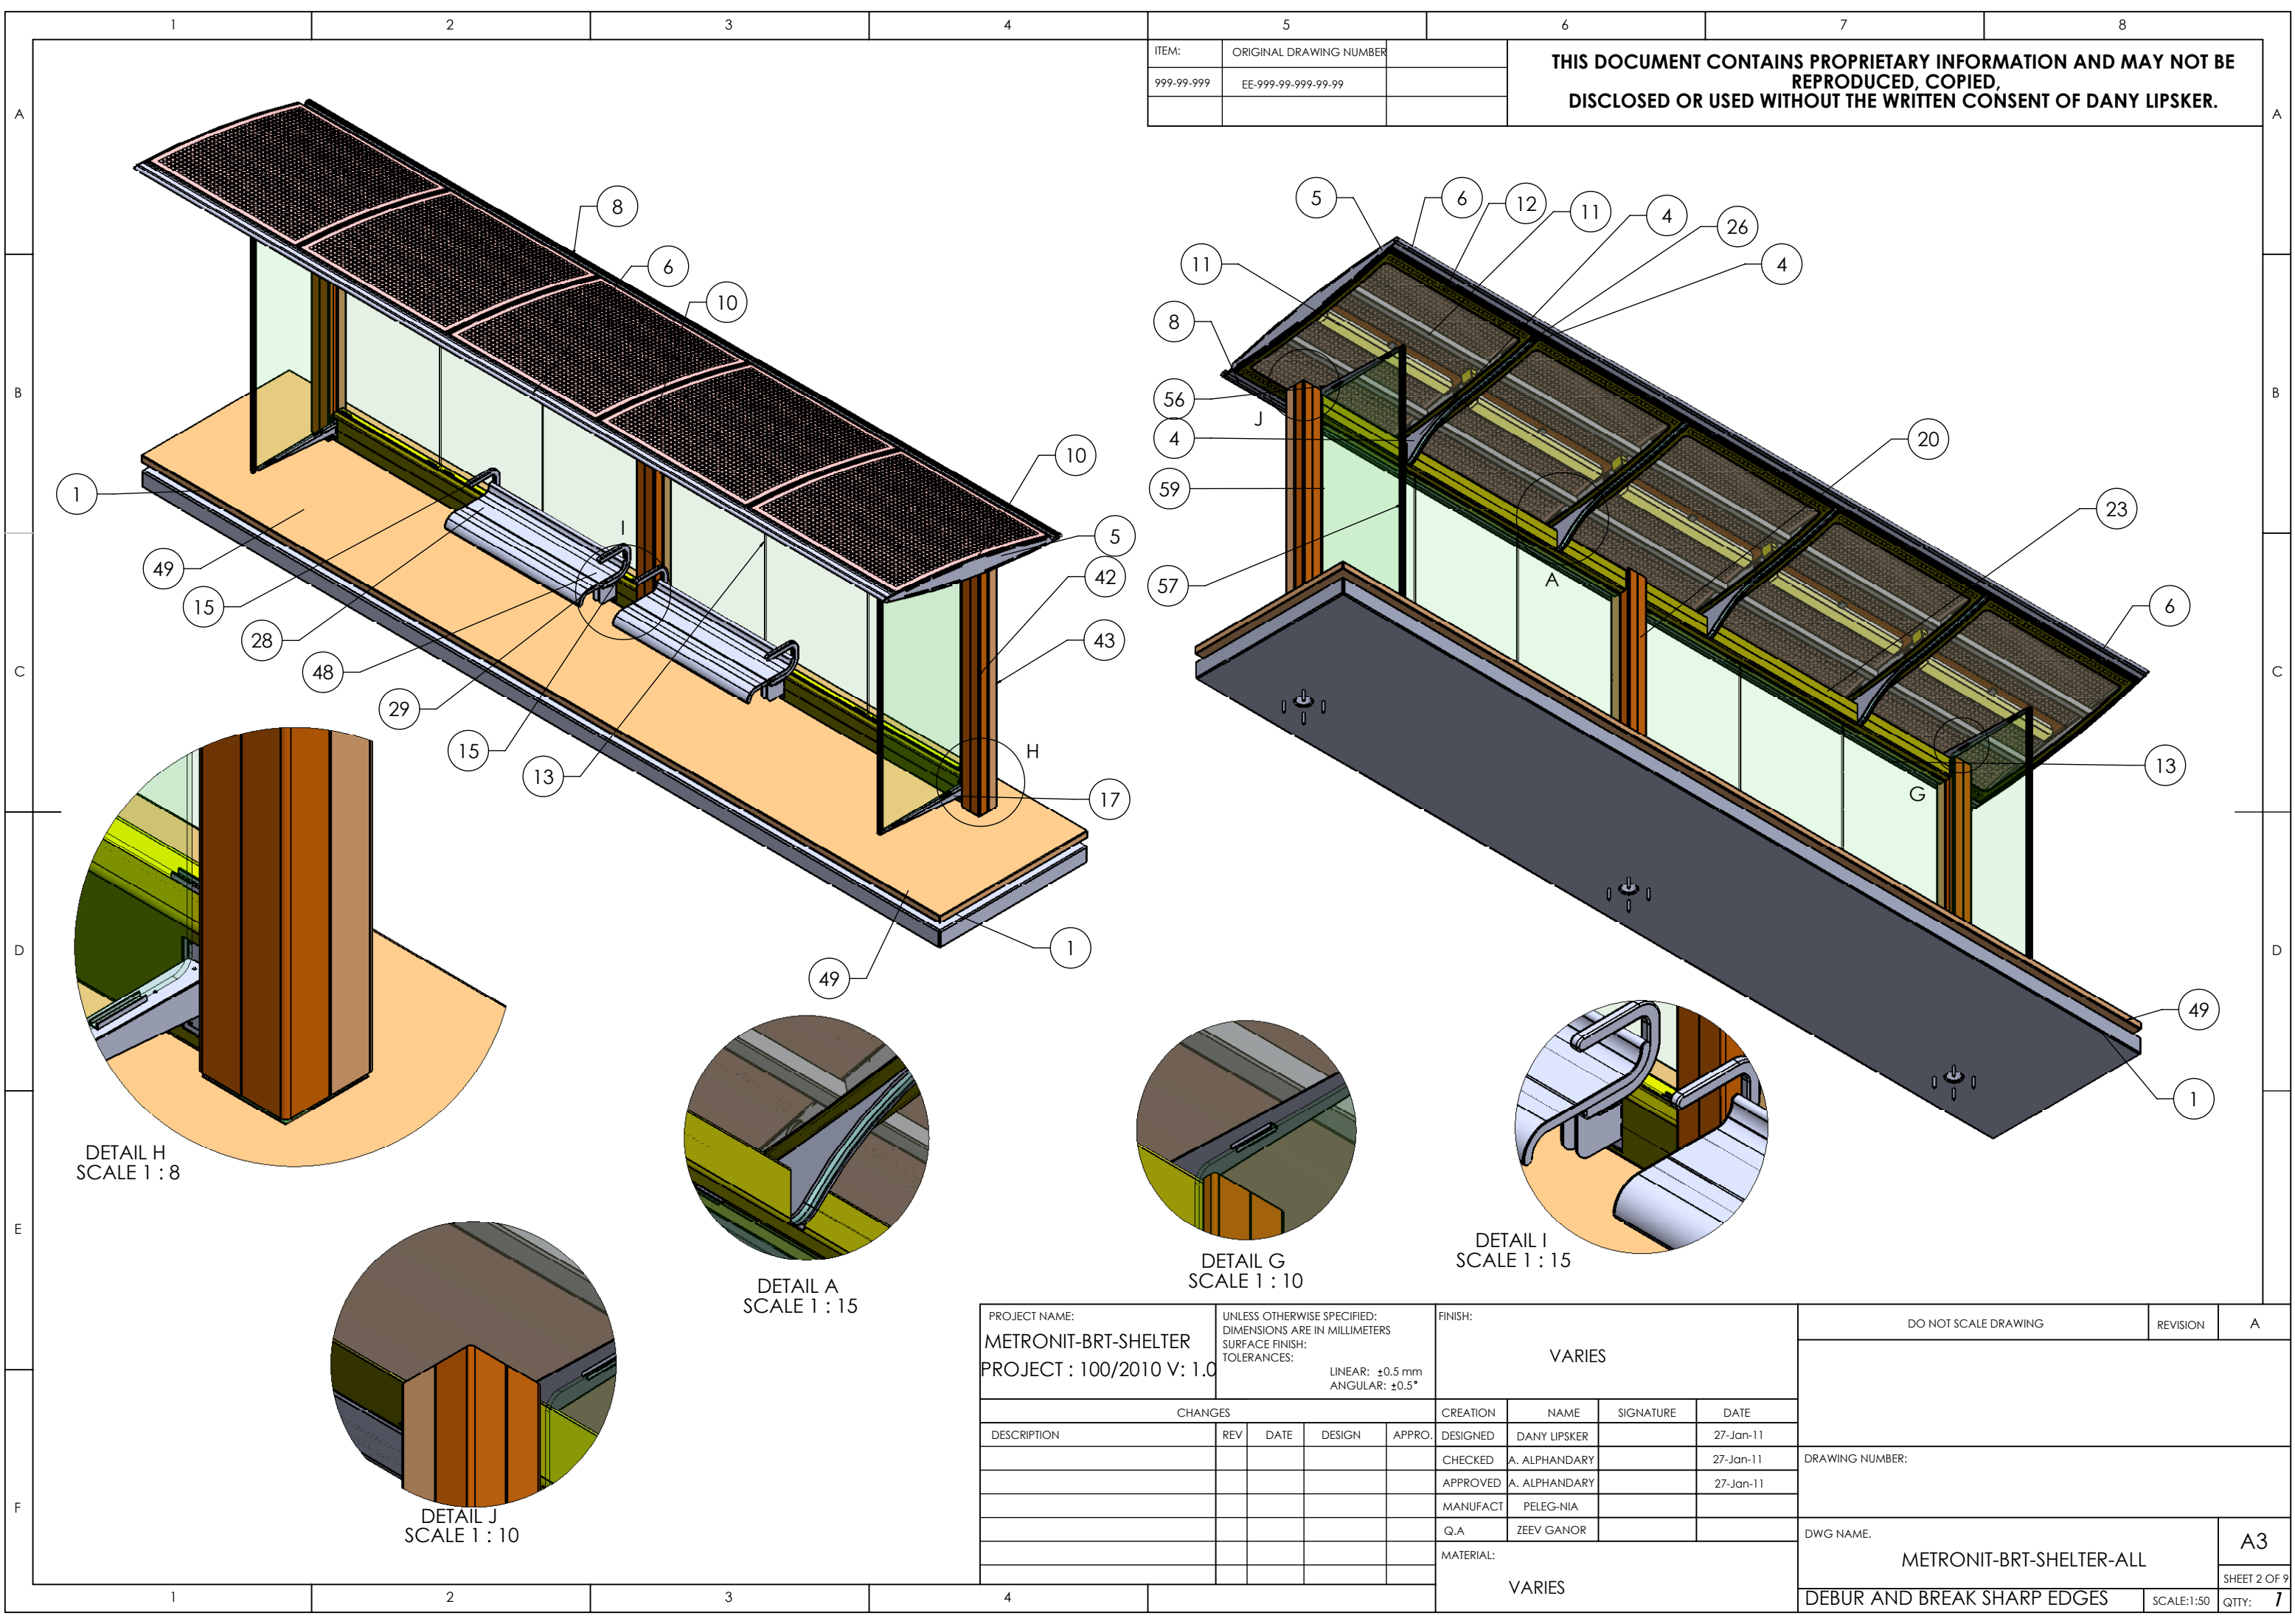 1 2 3 4 5 6 7 8
ITEM:
ORIGINAL DRAWING NUMBER
999-99-999
EE-999-99-999-99-99
THIS DOCUMENT CONTAINS PROPRIETARY INFORMATION AND MAY NOT BE
REPRODUCED, COPIED,
DISCLOSED OR USED WITHOUT THE WRITTEN CONSENT OF DANY LIPSKER.
A
A
B
B
C
C
D
D
E
F
8
6
10
10
5
42
43
H
17
1
49
15
28
48
29
15
13
I
49
1
5
6
12
11
4
26
4
11
8
56
J
4
59
57
20
23
6
A
G
13
49
1
DETAIL H
SCALE 1 : 8
DETAIL A
SCALE 1 : 15
DETAIL G
SCALE 1 : 10
DETAIL I
SCALE 1 : 15
DETAIL J
SCALE 1 : 10
PROJECT NAME:
METRONIT-BRT-SHELTER
PROJECT : 100/2010 V: 1.0
UNLESS OTHERWISE SPECIFIED:
DIMENSIONS ARE IN MILLIMETERS
SURFACE FINISH:
TOLERANCES:
LINEAR: ±0.5 mm
ANGULAR: ±0.5°
FINISH:
VARIES
DO NOT SCALE DRAWING
REVISION
A
CHANGES
DESCRIPTION REV DATE DESIGN APPRO.
CREATION NAME SIGNATURE DATE
DESIGNED DANY LIPSKER 27-Jan-11
CHECKED A. ALPHANDARY 27-Jan-11
APPROVED A. ALPHANDARY 27-Jan-11
MANUFACT PELEG-NIA
Q.A ZEEV GANOR
MATERIAL:
VARIES
DRAWING NUMBER:
DWG NAME.
METRONIT-BRT-SHELTER-ALL
A3
SHEET 2 OF 9
DEBUR AND BREAK SHARP EDGES
SCALE:1:50
QTTY: 1
1 2 3 4